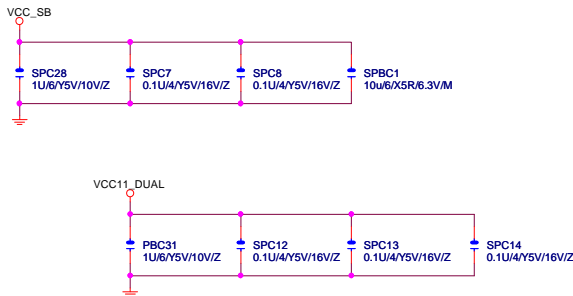 VCC_SB
SPC28 SPC7 SPC8 SPBC1
1U/6/Y5V/10V/Z 0.1U/4/Y5V/16V/Z 0.1U/4/Y5V/16V/Z 10u/6/X5R/6.3V/M
VCC11_DUAL
PBC31 SPC12 SPC13 SPC14
1U/6/Y5V/10V/Z 0.1U/4/Y5V/16V/Z 0.1U/4/Y5V/16V/Z 0.1U/4/Y5V/16V/Z